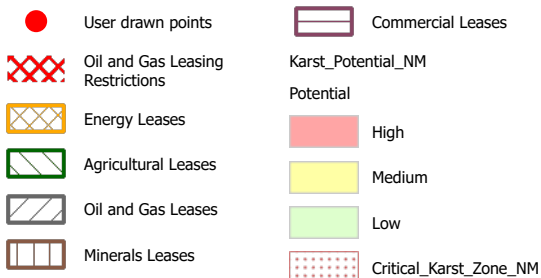 User drawn points
Oil and Gas Leasing
Restrictions
Energy Leases
Agricultural Leases
Oil and Gas Leases
Minerals Leases
Commercial Leases
Karst_Potential_NM
Potential
High
Medium
Low
Critical_Karst_Zone_NM